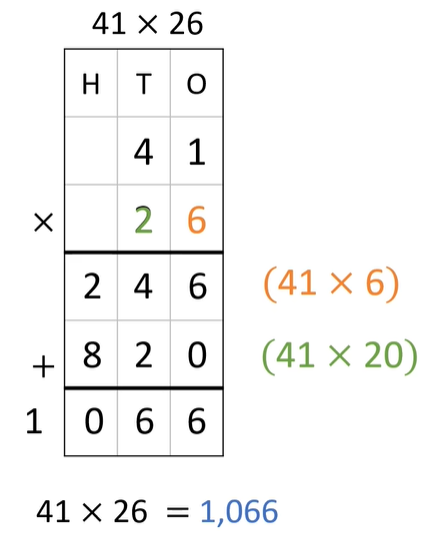 41 × 26
H T O
4 1
× 2 6
2 4 6 (41 × 6)
+ 8 2 0 (41 × 20)
1 0 6 6
41 × 26 = 1,066